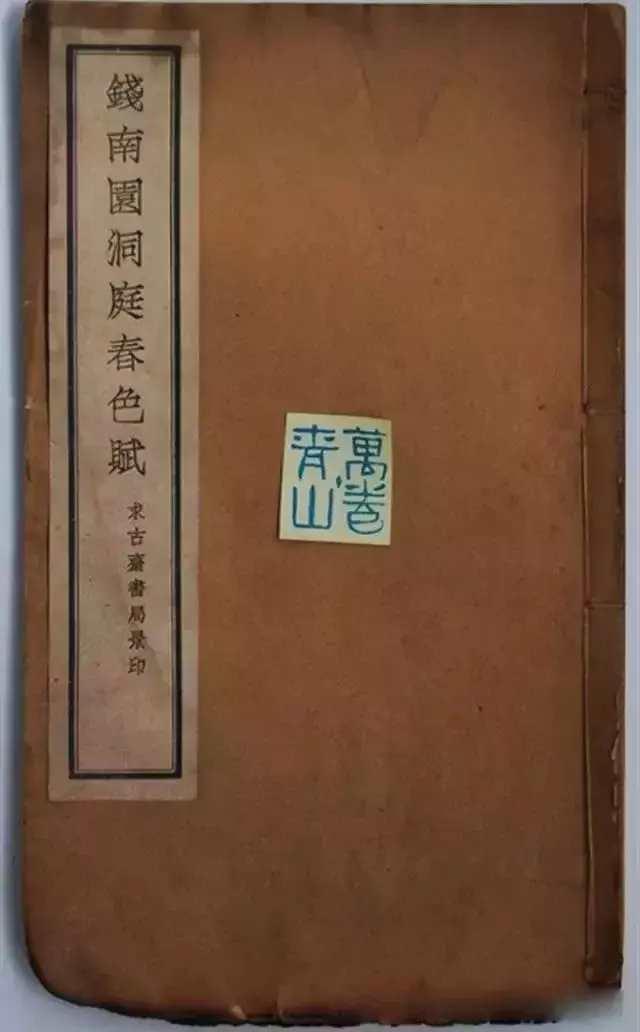 錢南園洞庭春色賦
求古齋書局景印
萬卷
青山